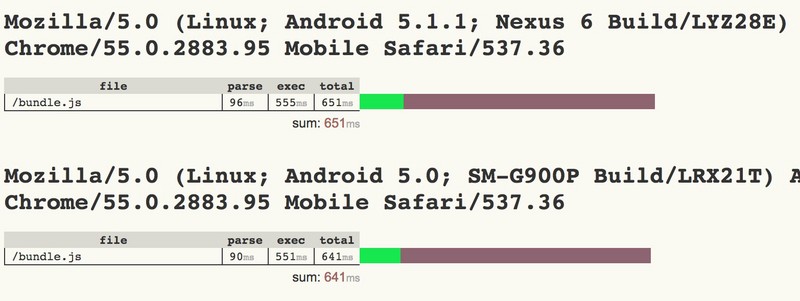 Mozilla/5.0 (Linux; Android 5.1.1; Nexus 6 Build/LYZ28E)
Chrome/55.0.2883.95 Mobile Safari/537.36
file parse exec total
/bundle.js 96ms 555ms 651ms
sum: 651ms
Mozilla/5.0 (Linux; Android 5.0; SM-G900P Build/LRX21T) A
Chrome/55.0.2883.95 Mobile Safari/537.36
file parse exec total
/bundle.js 90ms 551ms 641ms
sum: 641ms